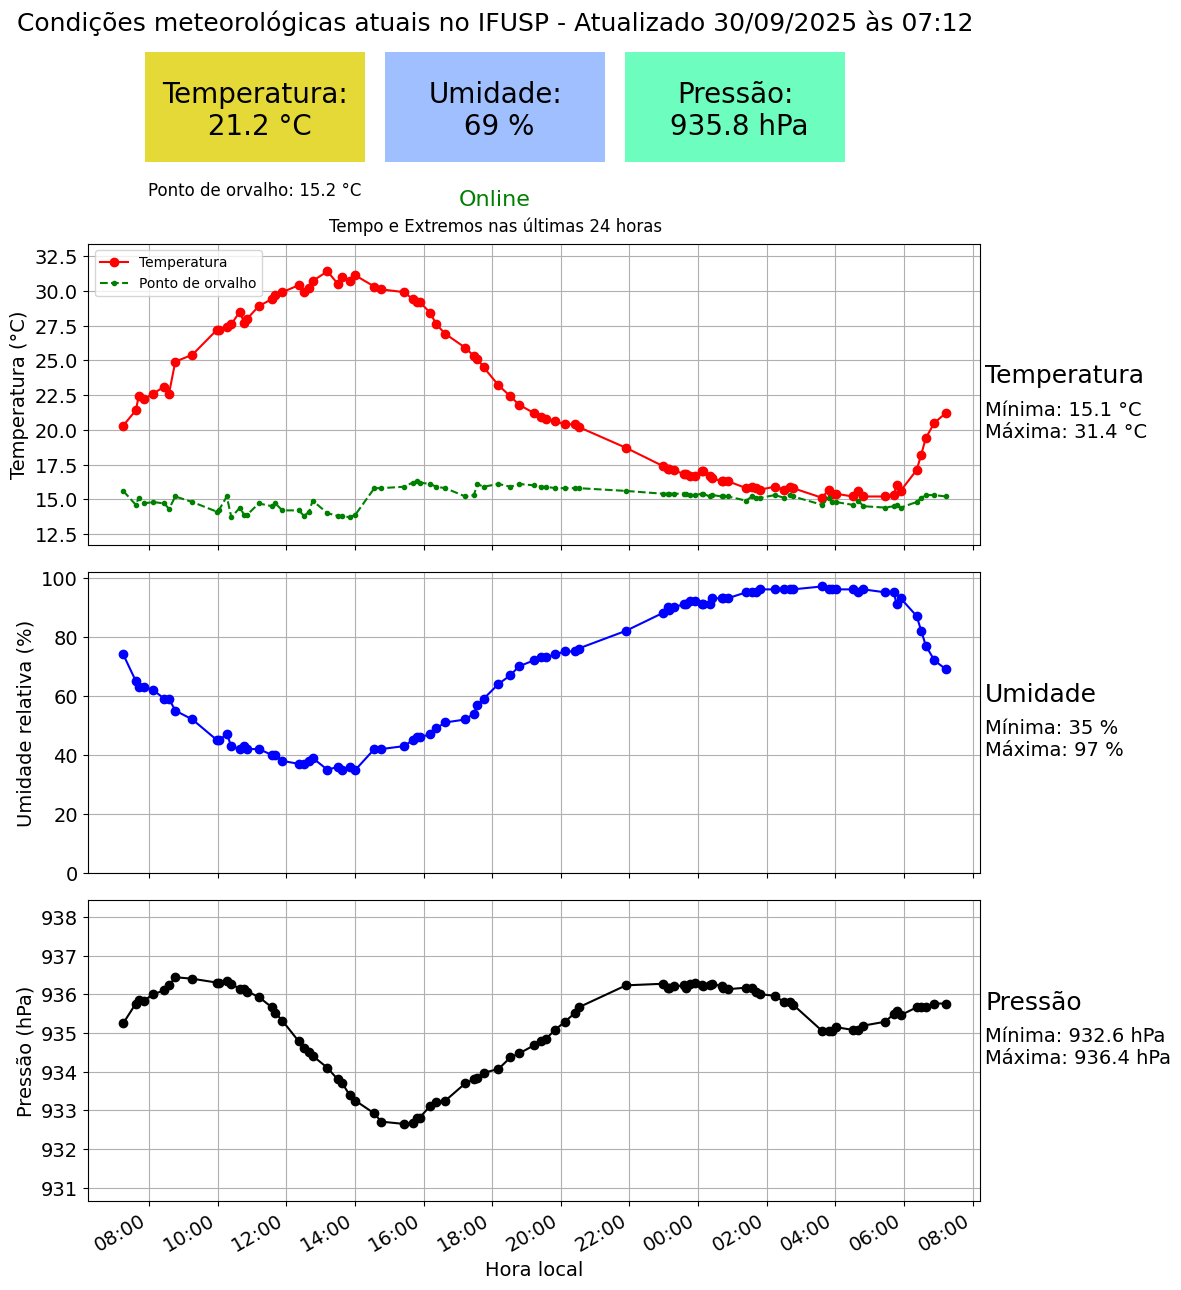 Condições meteorológicas atuais no IFUSP - Atualizado 30/09/2025 às 07:12
Temperatura:
21.2 °C
Umidade:
69 %
Pressão:
935.8 hPa
Ponto de orvalho: 15.2 °C
Online
Tempo e Extremos nas últimas 24 horas
Temperatura
Ponto de orvalho
Temperatura (°C)
32.5
30.0
27.5
25.0
22.5
20.0
17.5
15.0
12.5
Temperatura
Mínima: 15.1 °C
Máxima: 31.4 °C
Umidade relativa (%)
100
80
60
40
20
0
Umidade
Mínima: 35 %
Máxima: 97 %
Pressão (hPa)
938
937
936
935
934
933
932
931
Pressão
Mínima: 932.6 hPa
Máxima: 936.4 hPa
08:00 10:00 12:00 14:00 16:00 18:00 20:00 22:00 00:00 02:00 04:00 06:00 08:00
Hora local